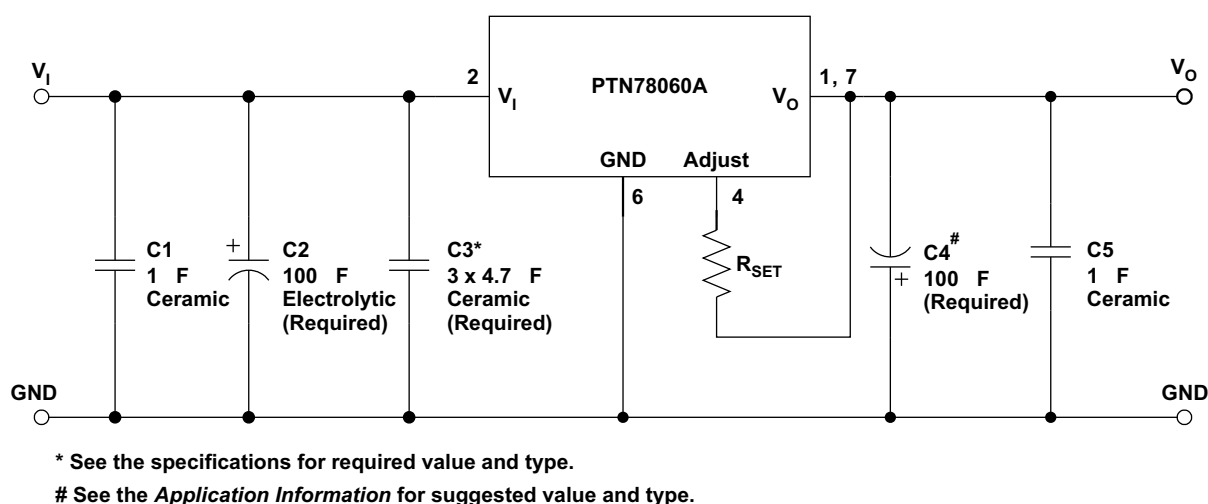 V_I
2
PTN78060A
1, 7
V_O
V_I
V_O
GND
Adjust
6
4
C1
1 F
Ceramic
+
C2
100 F
Electrolytic
(Required)
C3*
3 x 4.7 F
Ceramic
(Required)
R_SET
C4#
100 F
+
(Required)
C5
1 F
Ceramic
GND
GND
* See the specifications for required value and type.
# See the Application Information for suggested value and type.